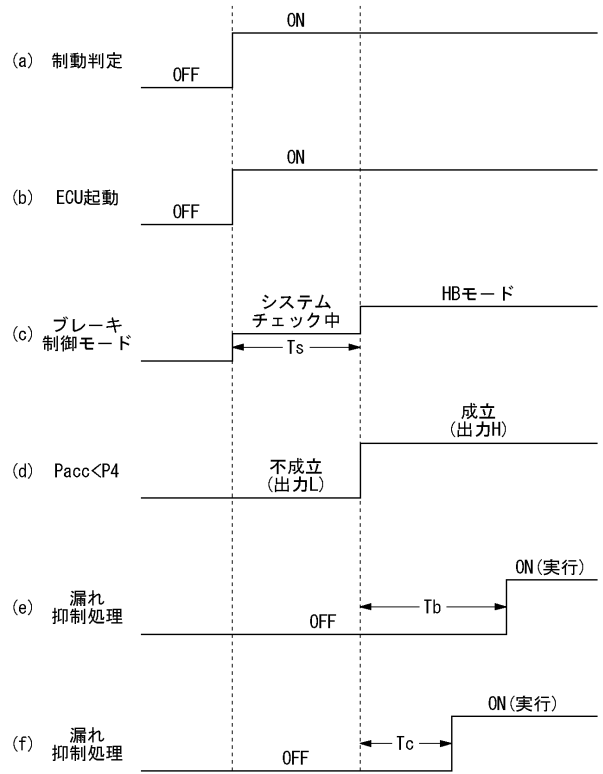 ON
(a) 制動判定
OFF
ON
(b) ECU起動
OFF
HBモード
システム
チェック中
(c) ブレーキ
制御モード
Ts
成立
(出力H)
(d) Pacc<P4
不成立
(出力L)
ON(実行)
(e) 漏れ
抑制処理
Tb
OFF
ON(実行)
(f) 漏れ
抑制処理
Tc
OFF